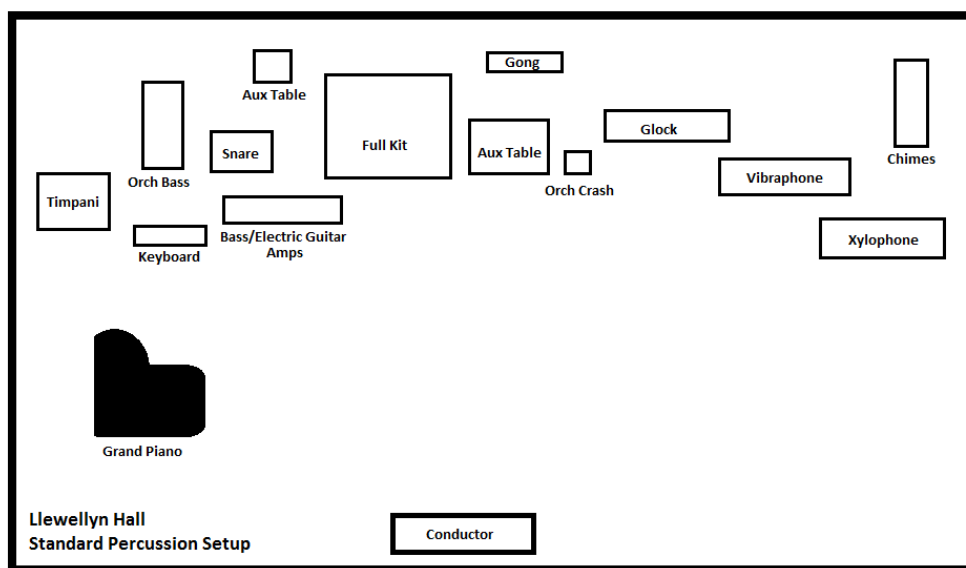 Gong
Aux Table
Full Kit
Glock
Snare
Aux Table
Chimes
Vibraphone
Orch Bass
Orch Crash
Timpani
Bass/Electric Guitar
Amps
Keyboard
Xylophone
Grand Piano
Llewellyn Hall
Standard Percussion Setup
Conductor